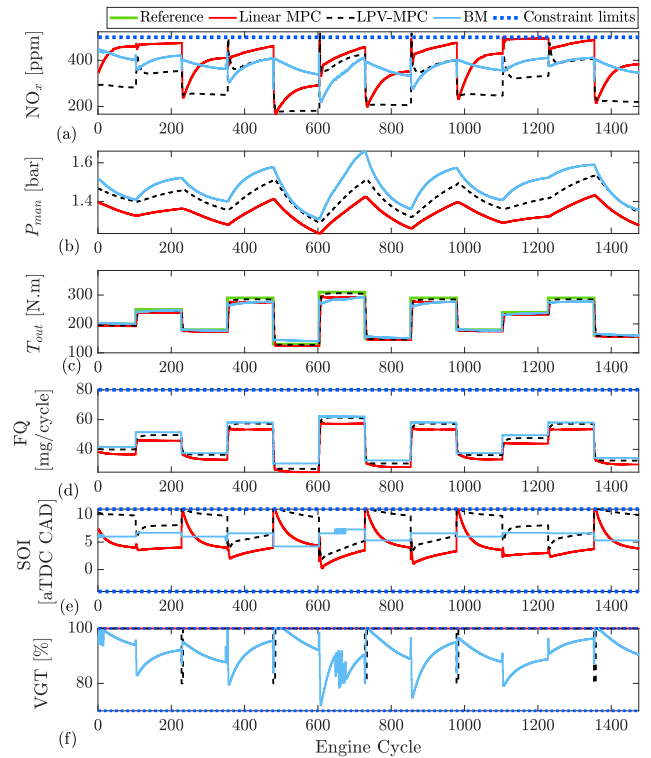 Reference Linear MPC LPV-MPC BM Constraint limits
NOx [ppm]
400
200
0 200 400 600 800 1000 1200 1400
(a)
Pman [bar]
1.6
1.4
0 200 400 600 800 1000 1200 1400
(b)
Tout [N.m]
300
200
100
0 200 400 600 800 1000 1200 1400
(c)
FQ
[mg/cycle]
80
60
40
0 200 400 600 800 1000 1200 1400
(d)
SOI
[aTDC CAD]
10
5
0
0 200 400 600 800 1000 1200 1400
(e)
VGT [%]
100
80
0 200 400 600 800 1000 1200 1400
(f)
Engine Cycle